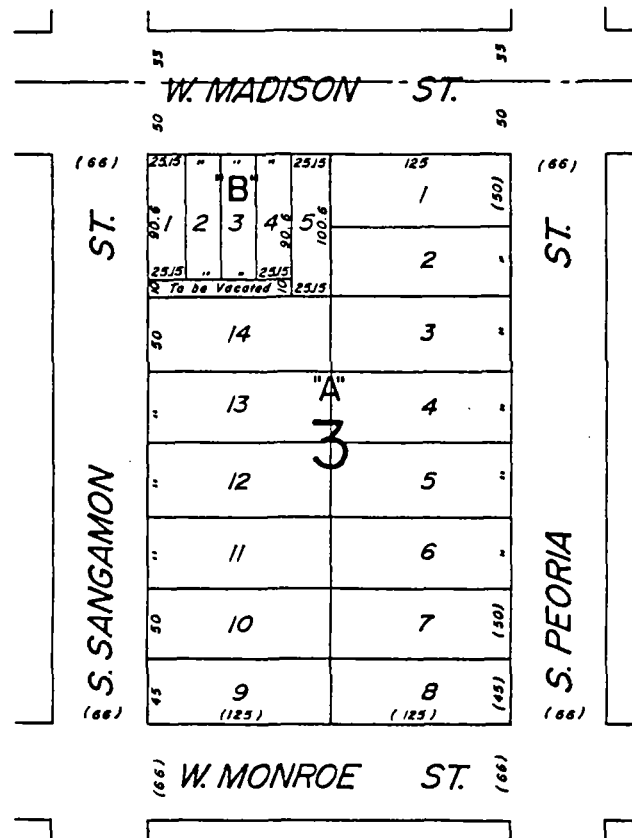 33 33
W. MADISON ST.
50 50
(66) 25.15 " " " 25.15 125 (66)
"B" 1 (50)
90.6 1 2 3 4 90.6 5 100.6
ST. ST.
2 "
25.15 " " 25.15
10 To be Vacated 10 25.15
50 14 3 "
"A"
" 13 4 "
3
" 12 5 "
S. SANGAMON
" 11 6 "
S. PEORIA
50 10 7 (50)
45 9 8 (45)
(66) (125) (125) (66)
(66) W. MONROE ST. (66)